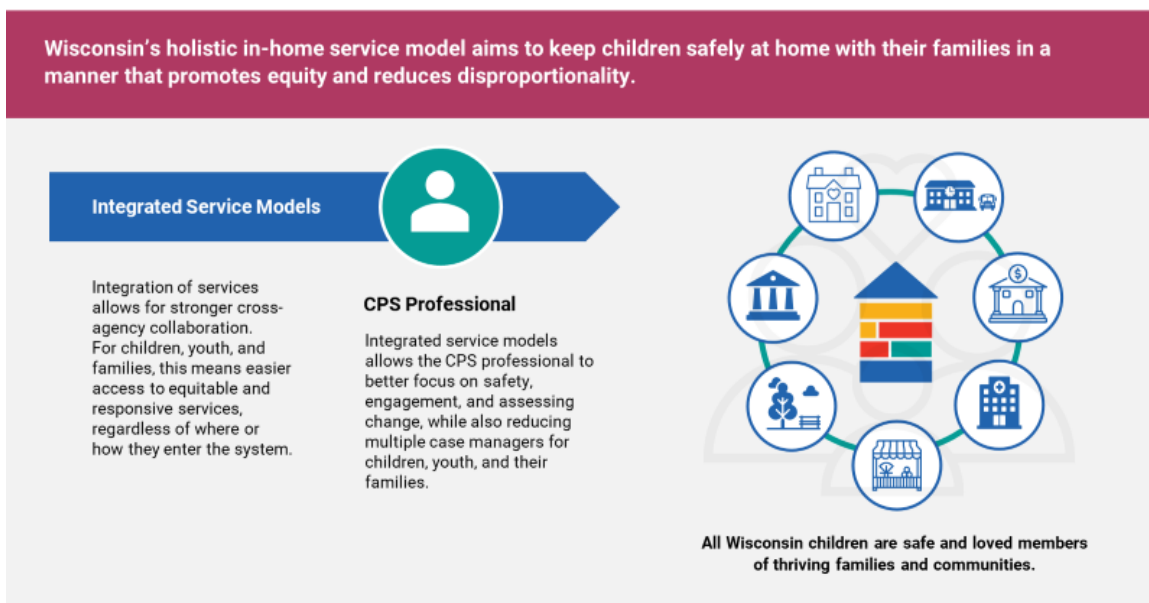 Wisconsin's holistic in-home service model aims to keep children safely at home with their families in a
manner that promotes equity and reduces disproportionality.
Integrated Service Models
Integration of services
allows for stronger cross-
agency collaboration.
For children, youth, and
families, this means easier
access to equitable and
responsive services,
regardless of where or
how they enter the system.
CPS Professional
Integrated service models
allows the CPS professional to
better focus on safety,
engagement, and assessing
change, while also reducing
multiple case managers for
children, youth, and their
families.
$
All Wisconsin children are safe and loved members
of thriving families and communities.